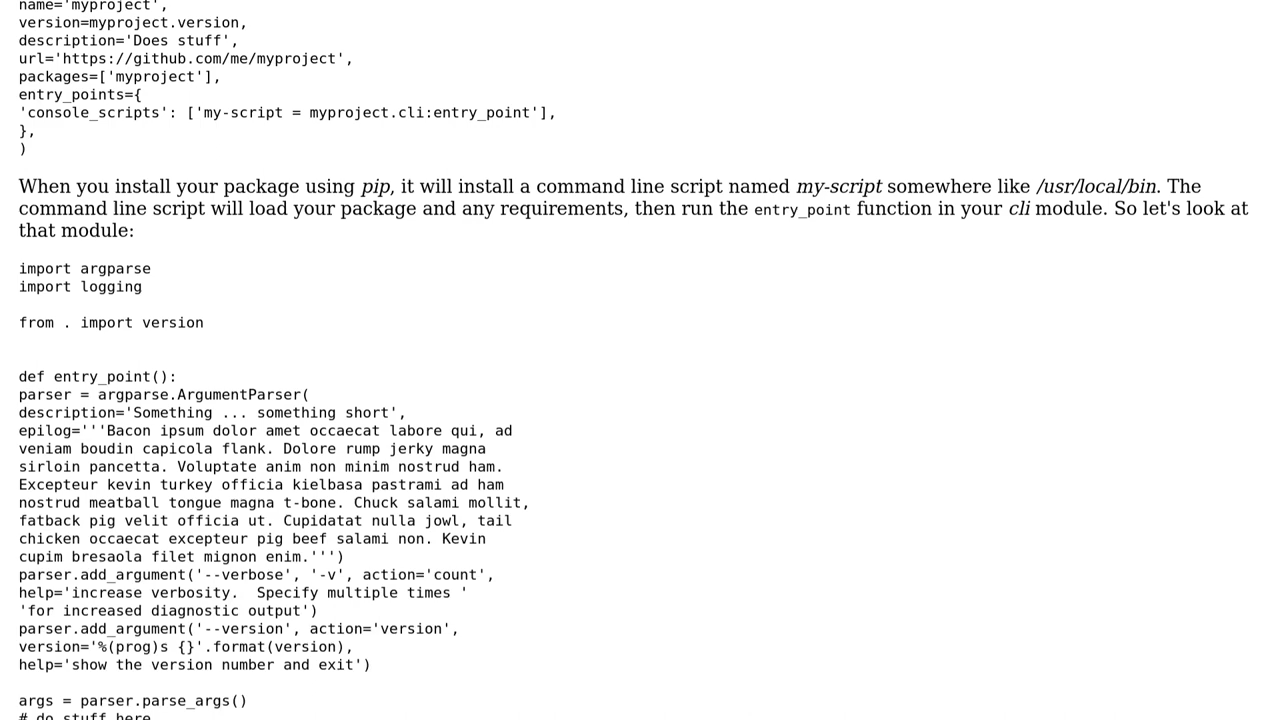 name='myproject',
version=myproject.version,
description='Does stuff',
url='https://github.com/me/myproject',
packages=['myproject'],
entry_points={
'console_scripts': ['my-script = myproject.cli:entry_point'],
},
)
When you install your package using pip, it will install a command line script named my-script somewhere like /usr/local/bin. The
command line script will load your package and any requirements, then run the entry_point function in your cli module. So let's look at
that module:
import argparse
import logging
from . import version
def entry_point():
parser = argparse.ArgumentParser(
description='Something ... something short',
epilog='''Bacon ipsum dolor amet occaecat labore qui, ad
veniam boudin capicola flank. Dolore rump jerky magna
sirloin pancetta. Voluptate anim non minim nostrud ham.
Excepteur kevin turkey officia kielbasa pastrami ad ham
nostrud meatball tongue magna t-bone. Chuck salami mollit,
fatback pig velit officia ut. Cupidatat nulla jowl, tail
chicken occaecat excepteur pig beef salami non. Kevin
cupim bresaola filet mignon enim.''')
parser.add_argument('--verbose', '-v', action='count',
help='increase verbosity.  Specify multiple times '
'for increased diagnostic output')
parser.add_argument('--version', action='version',
version='%(prog)s {}'.format(version),
help='show the version number and exit')
args = parser.parse_args()
# do stuff here